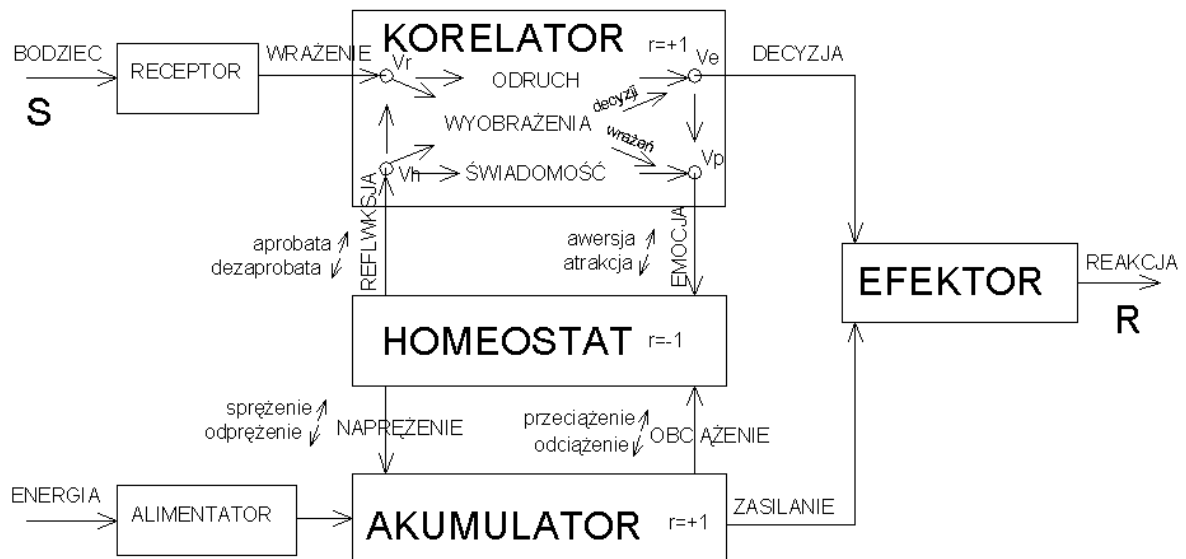 BODZIEC
S
RECEPTOR
WRAŻENIE
KORELATOR r=+1
Vr
ODRUCH
Ve
decyzji
WYOBRAŻENIA
wrażeń
Vh
ŚWIADOMOŚĆ
Vp
DECYZJA
aprobata
dezaprobata
REFLWKSJA
awersja
atrakcja
EMOCJA
EFEKTOR
REAKCJA
R
HOMEOSTAT r=-1
sprężenie
odprężenie
NAPRĘŻENIE
przeciążenie
odciążenie
OBCIĄŻENIE
ENERGIA
ALIMENTATOR
AKUMULATOR r=+1
ZASILANIE